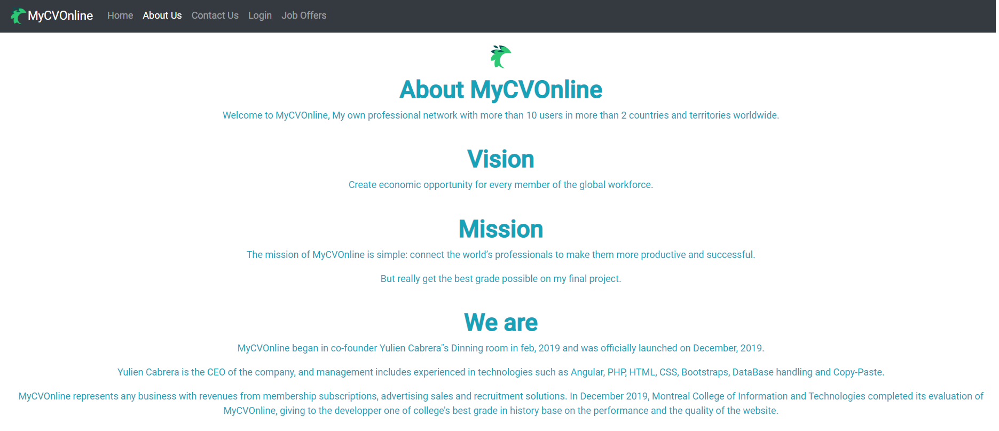 MyCVOnline Home About Us Contact Us Login Job Offers
About MyCVOnline
Welcome to MyCVOnline, My own professional network with more than 10 users in more than 2 countries and territories worldwide.
Vision
Create economic opportunity for every member of the global workforce.
Mission
The mission of MyCVOnline is simple: connect the world’s professionals to make them more productive and successful.
But really get the best grade possible on my final project.
We are
MyCVOnline began in co-founder Yulien Cabrera"s Dinning room in feb, 2019 and was officially launched on December, 2019.
Yulien Cabrera is the CEO of the company, and management includes experienced in technologies such as Angular, PHP, HTML, CSS, Bootstraps, DataBase handling and Copy-Paste.
MyCVOnline represents any business with revenues from membership subscriptions, advertising sales and recruitment solutions. In December 2019, Montreal College of Information and Technologies completed its evaluation of
MyCVOnline, giving to the developper one of college’s best grade in history base on the performance and the quality of the website.